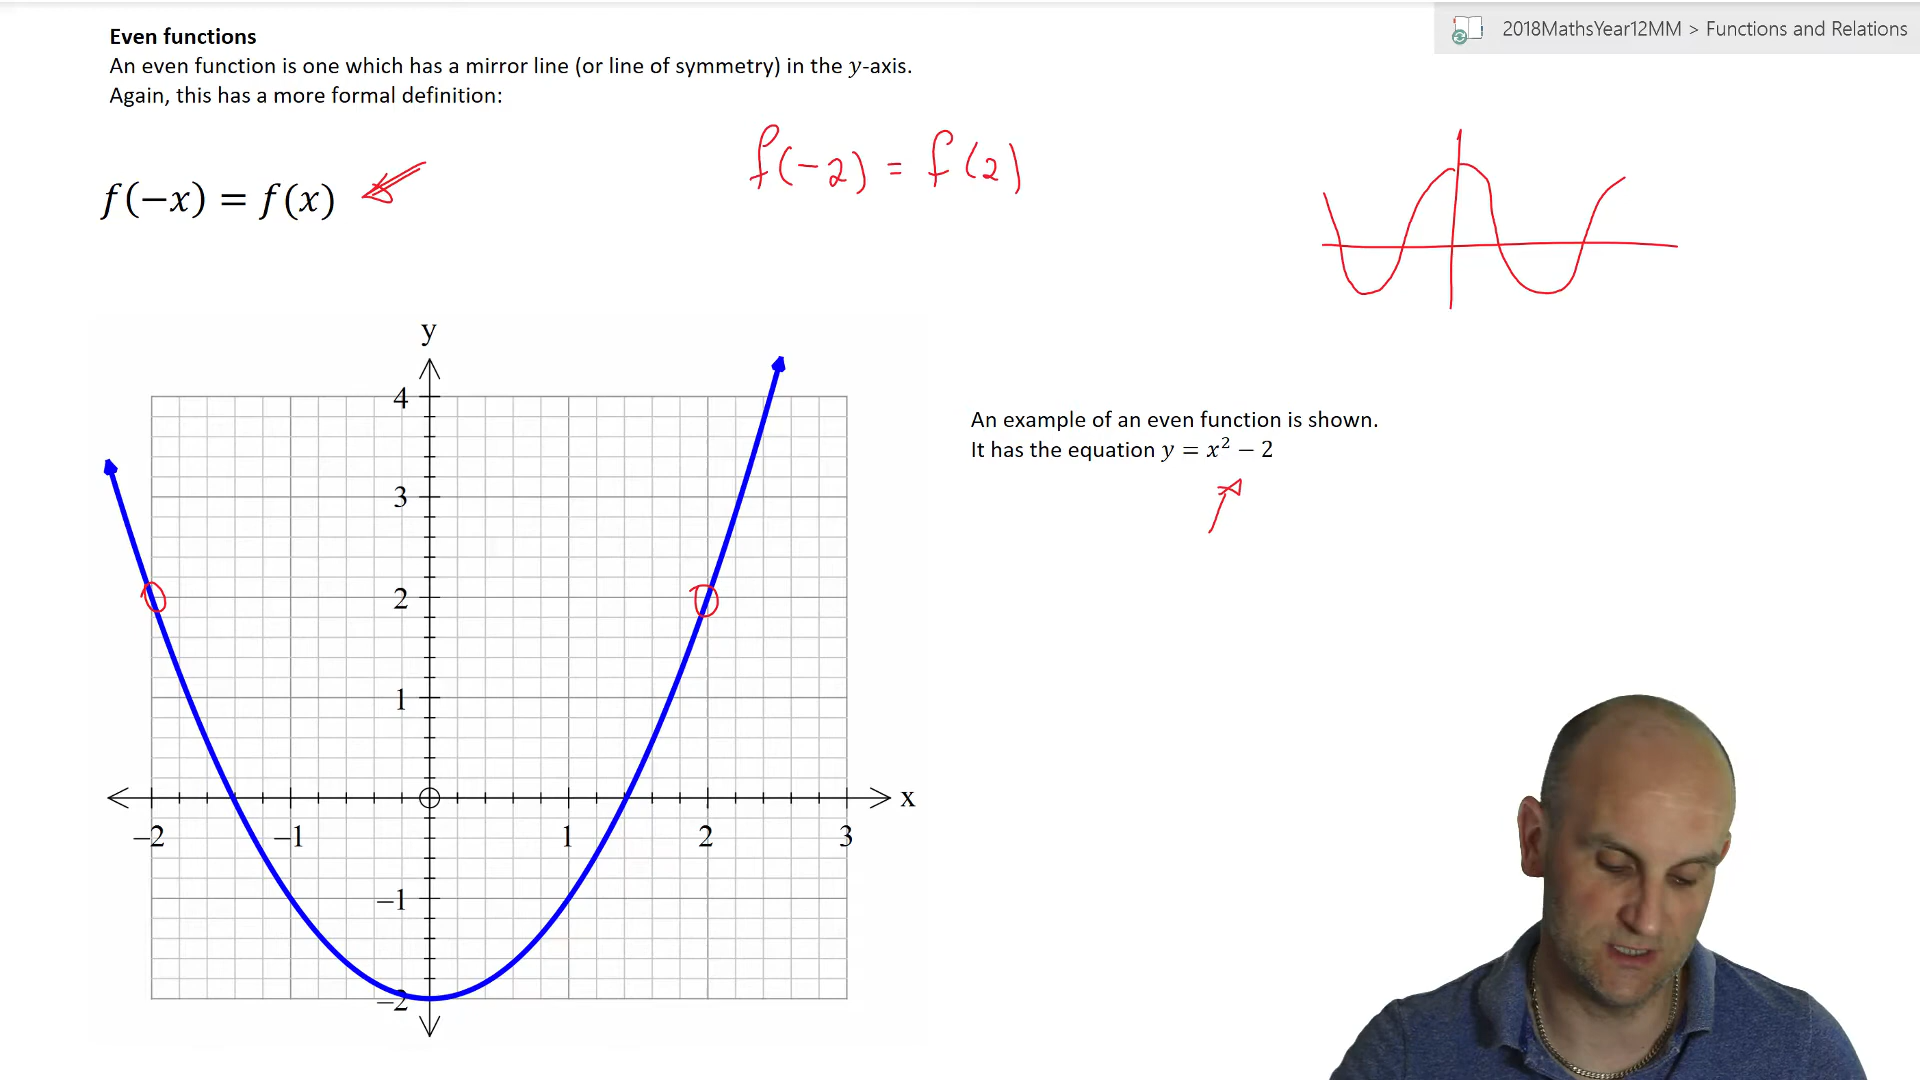 2018MathsYear12MM > Functions and Relations
Even functions
An even function is one which has a mirror line (or line of symmetry) in the y-axis.
Again, this has a more formal definition:
f(−x) = f(x)
f(−2) = f(2)
An example of an even function is shown.
It has the equation y = x² − 2
y
4
3
2
1
−1
−2
−2 −1 1 2 3 x